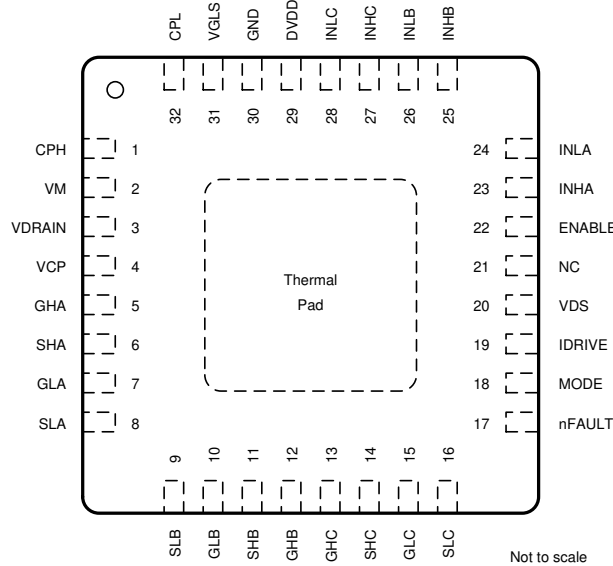 CPL VGLS GND DVDD INLC INHC INLB INHB
32 31 30 29 28 27 26 25
CPH 1 24 INLA
VM 2 23 INHA
VDRAIN 3 22 ENABLE
VCP 4 21 NC
GHA 5 20 VDS
SHA 6 19 IDRIVE
GLA 7 18 MODE
SLA 8 17 nFAULT
Thermal
Pad
9 10 11 12 13 14 15 16
SLB GLB SHB GHB GHC SHC GLC SLC
Not to scale